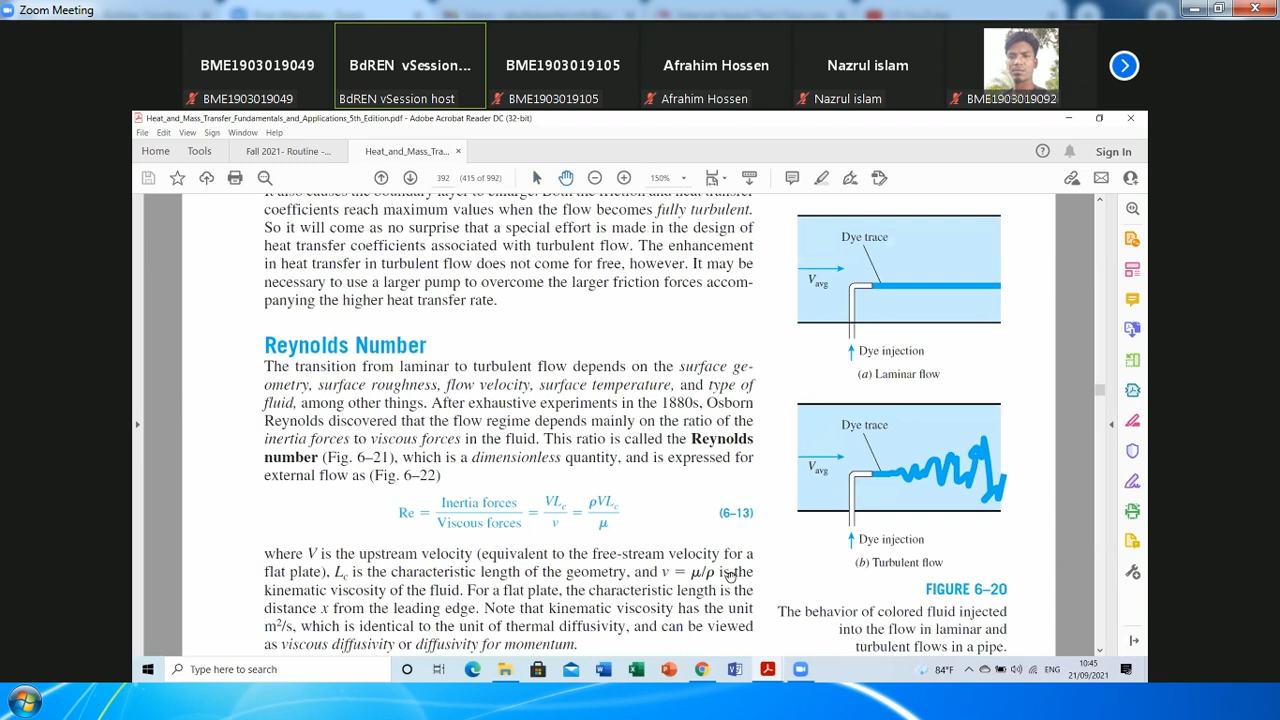 Zoom Meeting
BME1903019049
BdREN vSession...
BME1903019105
Afrahim Hossen
Nazrul islam
BME1903019049
BdREN vSession host
BME1903019105
Afrahim Hossen
Nazrul islam
BME1903019092
Heat_and_Mass_Transfer_Fundamentals_and_Applications_5th_Edition.pdf - Adobe Acrobat Reader DC (32-bit)
File Edit View Sign Window Help
Home Tools Fall 2021- Routine -... Heat_and_Mass_Tra... × Sign In
392 (415 of 992) 150%
coefficients reach maximum values when the flow becomes fully turbulent.
So it will come as no surprise that a special effort is made in the design of
heat transfer coefficients associated with turbulent flow. The enhancement
in heat transfer in turbulent flow does not come for free, however. It may be
necessary to use a larger pump to overcome the larger friction forces accom-
panying the higher heat transfer rate.
Reynolds Number
The transition from laminar to turbulent flow depends on the surface ge-
ometry, surface roughness, flow velocity, surface temperature, and type of
fluid, among other things. After exhaustive experiments in the 1880s, Osborn
Reynolds discovered that the flow regime depends mainly on the ratio of the
inertia forces to viscous forces in the fluid. This ratio is called the Reynolds
number (Fig. 6–21), which is a dimensionless quantity, and is expressed for
external flow as (Fig. 6–22)
Re = Inertia forces / Viscous forces = VLc / ν = ρVLc / μ (6–13)
where V is the upstream velocity (equivalent to the free-stream velocity for a
flat plate), Lc is the characteristic length of the geometry, and ν = μ/ρ is the
kinematic viscosity of the fluid. For a flat plate, the characteristic length is the
distance x from the leading edge. Note that kinematic viscosity has the unit
m²/s, which is identical to the unit of thermal diffusivity, and can be viewed
as viscous diffusivity or diffusivity for momentum.
Dye trace
Vavg
Dye injection
(a) Laminar flow
Dye trace
Vavg
Dye injection
(b) Turbulent flow
FIGURE 6–20
The behavior of colored fluid injected
into the flow in laminar and
turbulent flows in a pipe.
Type here to search
84°F
ENG
10:45
21/09/2021